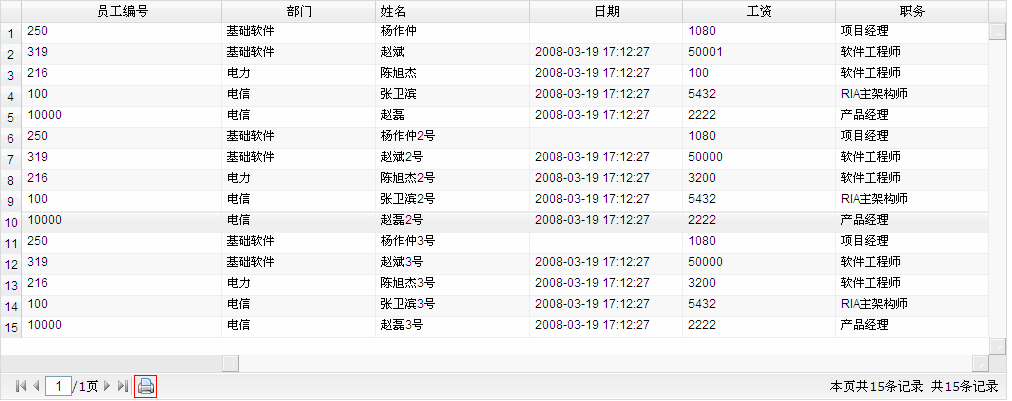 员工编号 部门 姓名 日期 工资 职务
1 250 基础软件 杨作仲 1080 项目经理
2 319 基础软件 赵斌 2008-03-19 17:12:27 50001 软件工程师
3 216 电力 陈旭杰 2008-03-19 17:12:27 100 软件工程师
4 100 电信 张卫滨 2008-03-19 17:12:27 5432 RIA主架构师
5 10000 电信 赵磊 2008-03-19 17:12:27 2222 产品经理
6 250 基础软件 杨作仲2号 1080 项目经理
7 319 基础软件 赵斌2号 2008-03-19 17:12:27 50000 软件工程师
8 216 电力 陈旭杰2号 2008-03-19 17:12:27 3200 软件工程师
9 100 电信 张卫滨2号 2008-03-19 17:12:27 5432 RIA主架构师
10 10000 电信 赵磊2号 2008-03-19 17:12:27 2222 产品经理
11 250 基础软件 杨作仲3号 1080 项目经理
12 319 基础软件 赵斌3号 2008-03-19 17:12:27 50000 软件工程师
13 216 电力 陈旭杰3号 2008-03-19 17:12:27 3200 软件工程师
14 100 电信 张卫滨3号 2008-03-19 17:12:27 5432 RIA主架构师
15 10000 电信 赵磊3号 2008-03-19 17:12:27 2222 产品经理
1 /1页 本页共15条记录 共15条记录